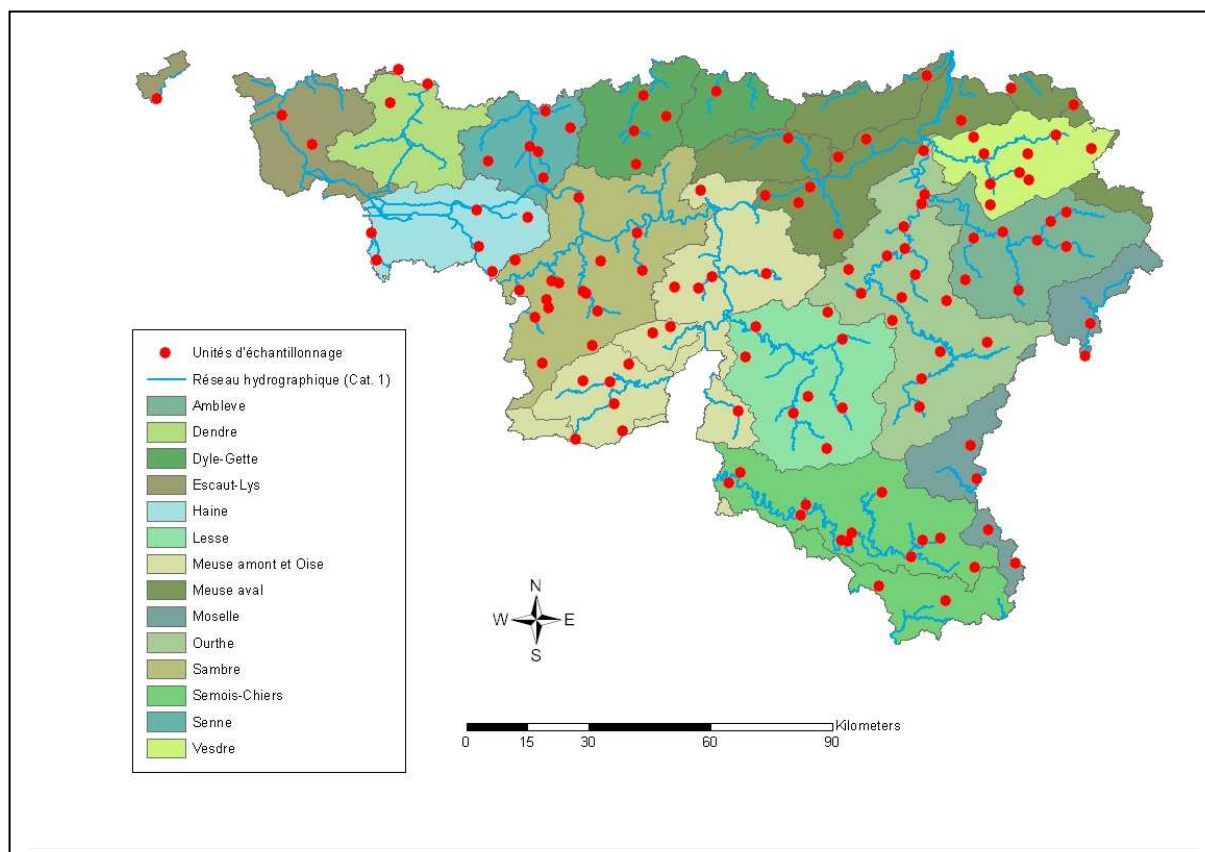 Unités d'échantillonnage
Réseau hydrographique (Cat. 1)
Ambleve
Dendre
Dyle-Gette
Escaut-Lys
Haine
Lesse
Meuse amont et Oise
Meuse aval
Moselle
Ourthe
Sambre
Semois-Chiers
Senne
Vesdre
N
W E
S
Kilometers
0 15 30 60 90